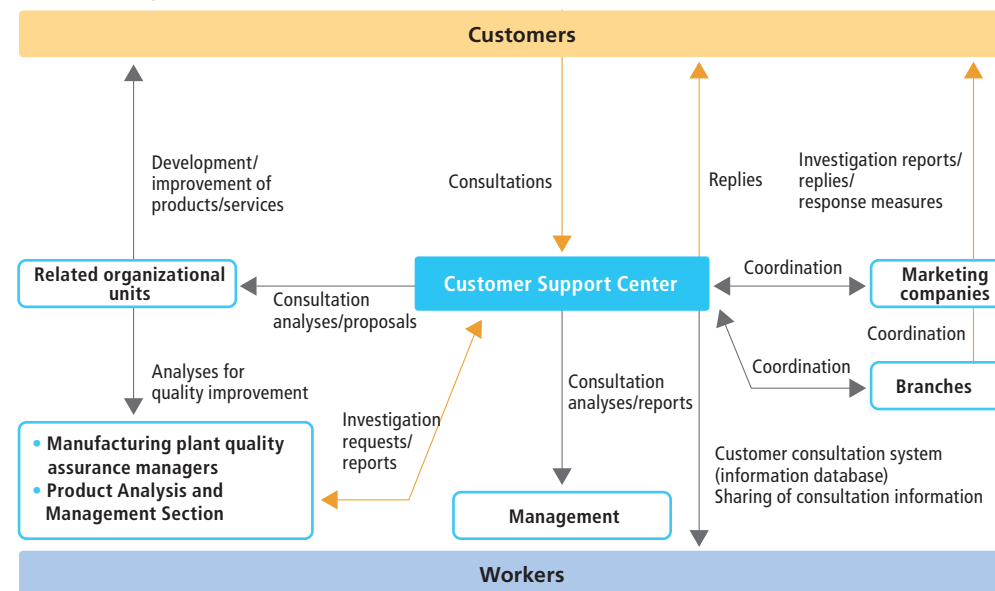 Customers
Development/
improvement of
products/services
Consultations
Replies
Investigation reports/
replies/
response measures
Related organizational
units
Consultation
analyses/proposals
Customer Support Center
Coordination
Marketing
companies
Coordination
Coordination
Branches
Analyses for
quality improvement
Investigation
requests/
reports
Consultation
analyses/reports
• Manufacturing plant quality
assurance managers
• Product Analysis and
Management Section
Management
Customer consultation system
(information database)
Sharing of consultation information
Workers